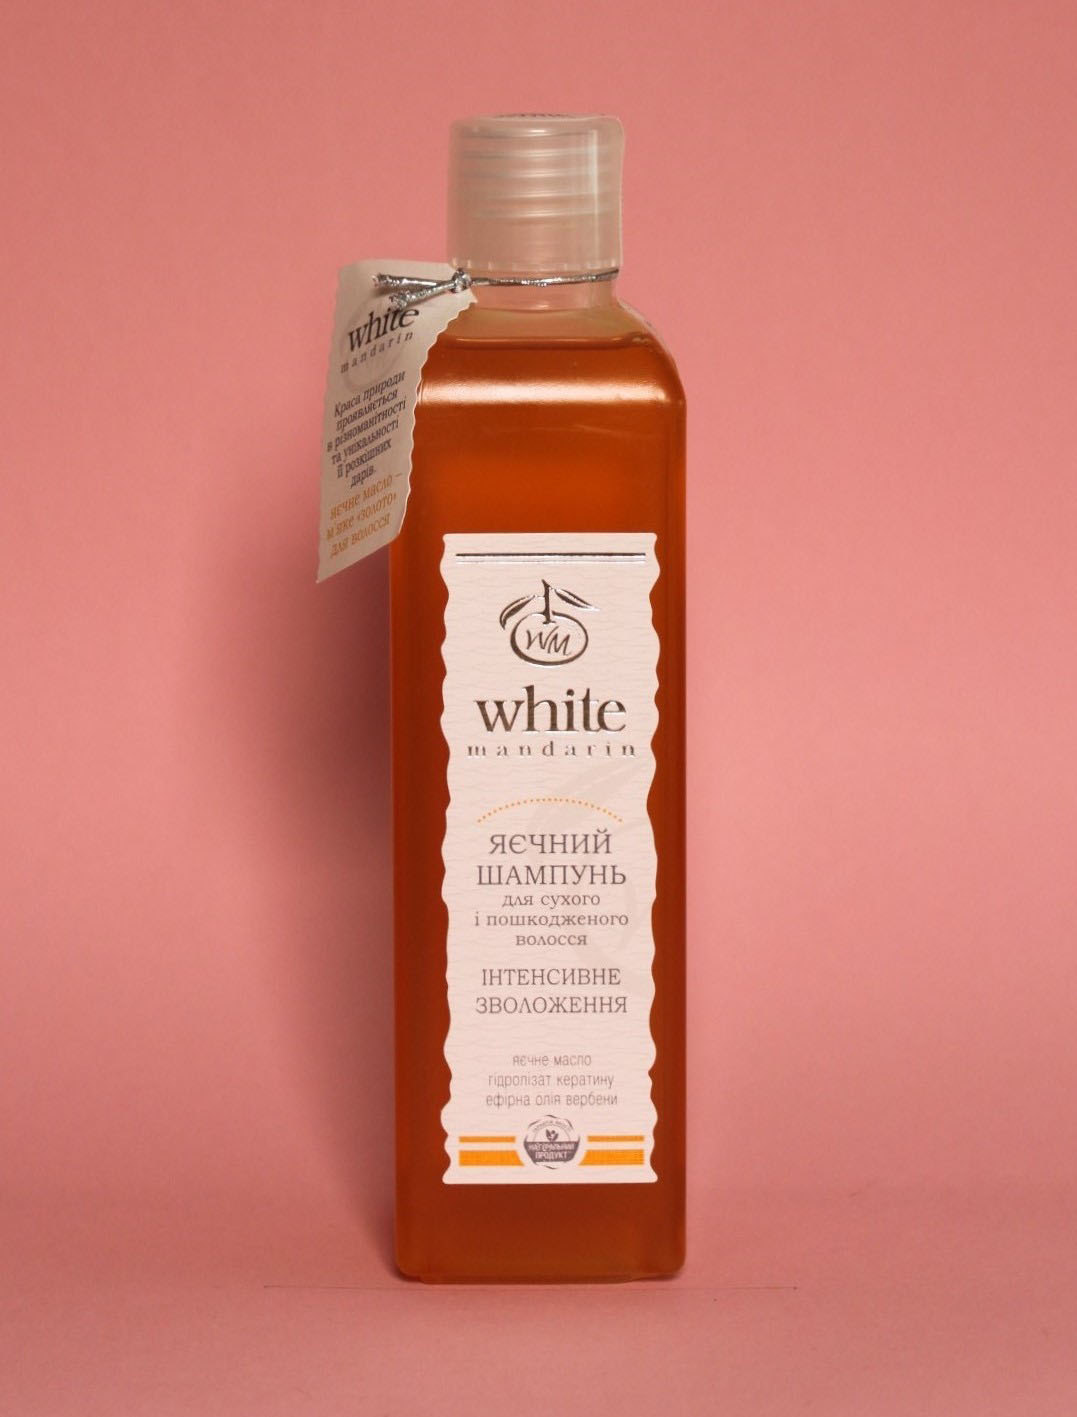 white
mandarin
Краса природи
проявляється
в різноманітності
та унікальності
її розкішних
дарів.
яєчне масло –
м'яке «золото»
для волосся
WM
white
mandarin
ЯЄЧНИЙ
ШАМПУНЬ
для сухого
і пошкодженого
волосся
ІНТЕНСИВНЕ
ЗВОЛОЖЕННЯ
яєчне масло
гідролізат кератину
ефірна олія вербени
НАТУРАЛЬНИЙ
ПРОДУКТ